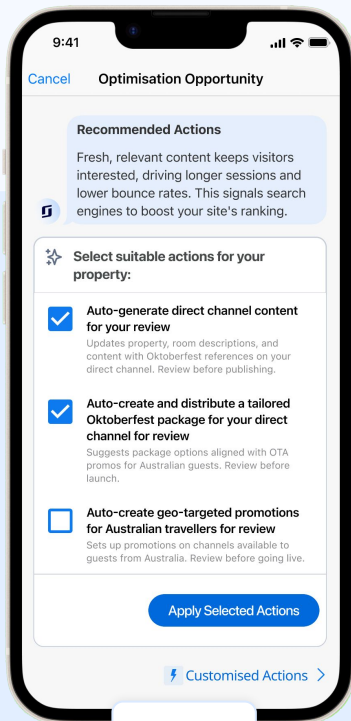 9:41
Cancel
Optimisation Opportunity
Recommended Actions
Fresh, relevant content keeps visitors
interested, driving longer sessions and
lower bounce rates. This signals search
engines to boost your site's ranking.
Select suitable actions for your
property:
Auto-generate direct channel content
for your review
Updates property, room descriptions, and
content with Oktoberfest references on your
direct channel. Review before publishing.
Auto-create and distribute a tailored
Oktoberfest package for your direct
channel for review
Suggests package options aligned with OTA
promos for Australian guests. Review before
launch.
Auto-create geo-targeted promotions
for Australian travellers for review
Sets up promotions on channels available to
guests from Australia. Review before going live.
Apply Selected Actions
Customised Actions